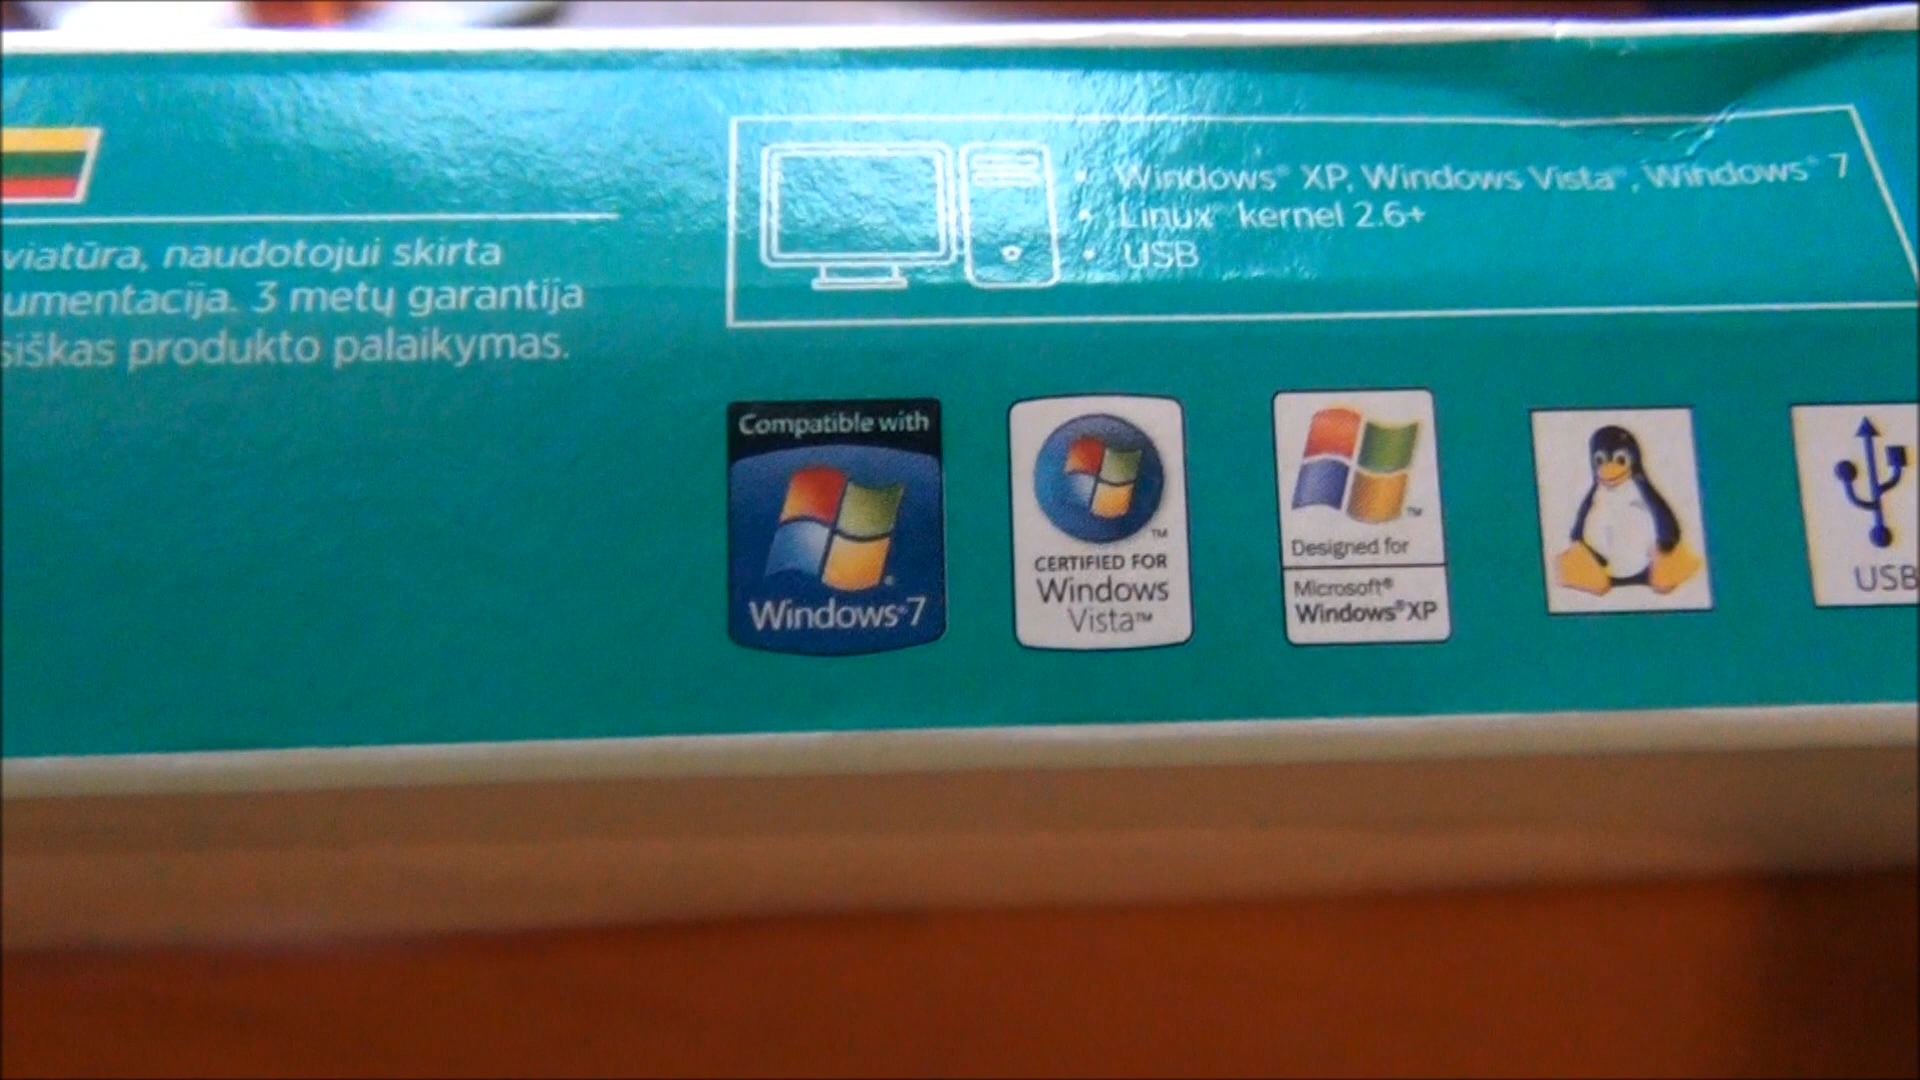 viatūra, naudotojui skirta
umentacija. 3 metų garantija
siškas produkto palaikymas.
• Windows® XP, Windows Vista®, Windows® 7
• Linux® kernel 2.6+
• USB
Compatible with
Windows®7
CERTIFIED FOR
Windows
Vista™
™
Designed for
Microsoft®
Windows®XP
USB